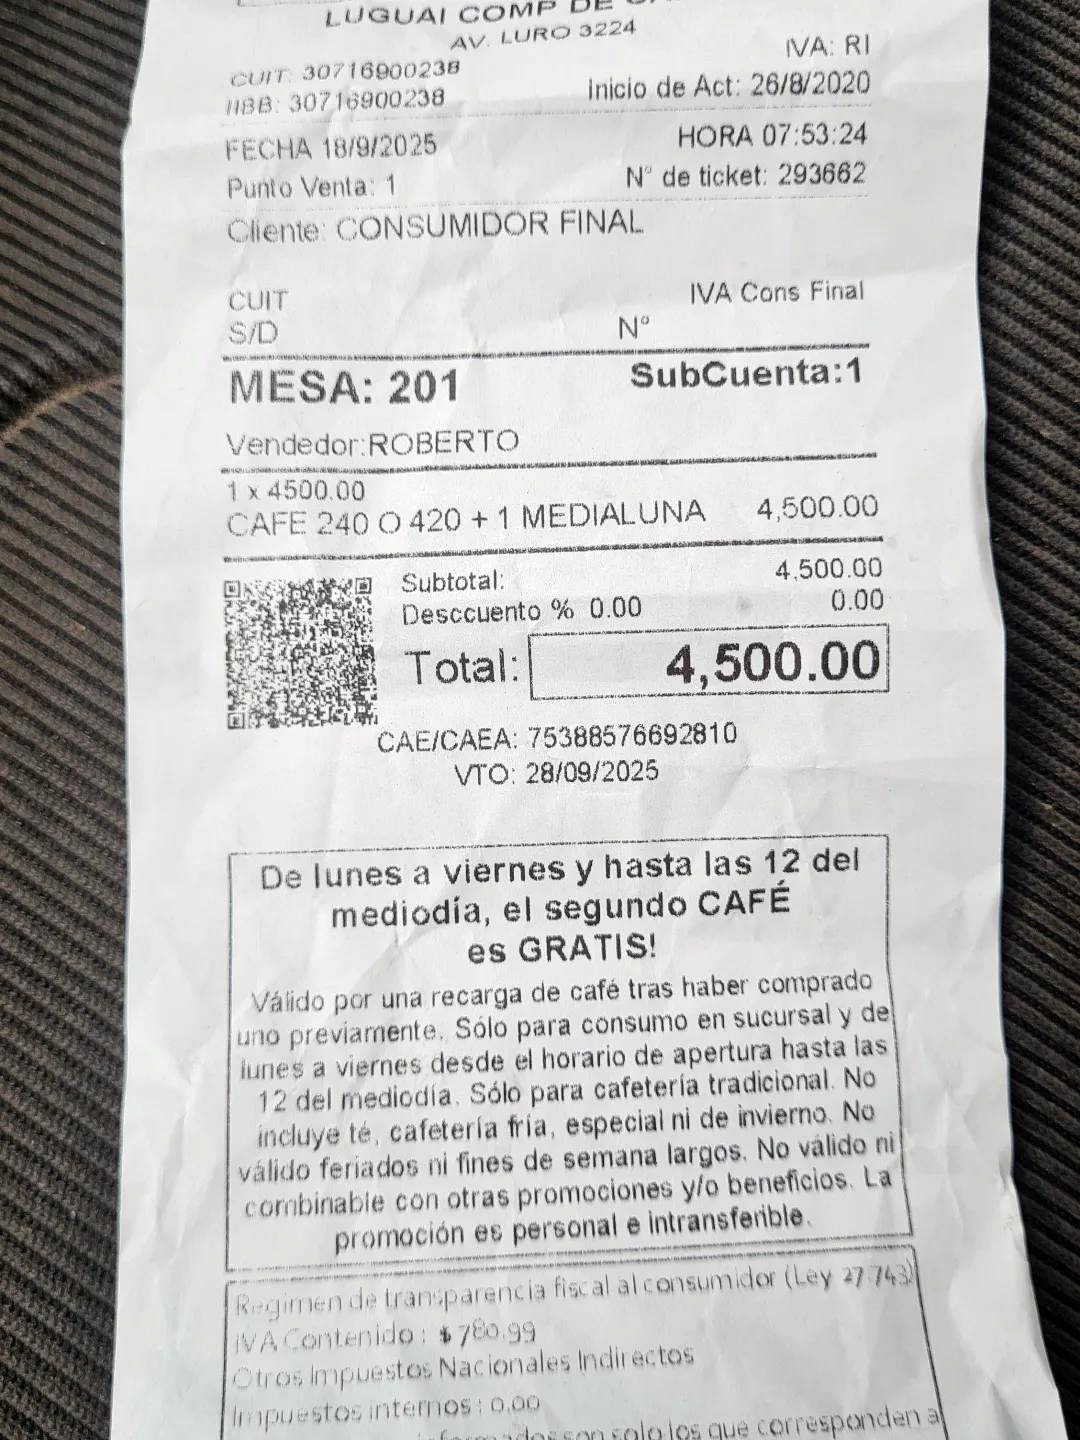 LUGUAI COMP DE
AV. LURO 3224
CUIT: 30716900238
IVA: RI
IIBB: 30716900238
Inicio de Act: 26/8/2020
FECHA 18/9/2025
HORA 07:53:24
Punto Venta: 1
N° de ticket: 293662
Cliente: CONSUMIDOR FINAL
CUIT
IVA Cons Final
S/D
N°
MESA: 201
SubCuenta:1
Vendedor:ROBERTO
1 x 4500.00
CAFE 240 O 420 + 1 MEDIALUNA 4,500.00
Subtotal: 4,500.00
Desccuento % 0.00 0.00
Total: 4,500.00
CAE/CAEA: 75388576692810
VTO: 28/09/2025
De lunes a viernes y hasta las 12 del
mediodía, el segundo CAFÉ
es GRATIS!
Válido por una recarga de café tras haber comprado
uno previamente. Sólo para consumo en sucursal y de
lunes a viernes desde el horario de apertura hasta las
12 del mediodía. Sólo para cafetería tradicional. No
incluye té, cafetería fría, especial ni de invierno. No
válido feriados ni fines de semana largos. No válido ni
combinable con otras promociones y/o beneficios. La
promoción es personal e intransferible.
Regimen de transparencia fiscal al consumidor (Ley 27.743)
IVA Contenido : $ 780.99
Otros Impuestos Nacionales Indirectos
Impuestos internos : 0.00
son solo los que corresponden a